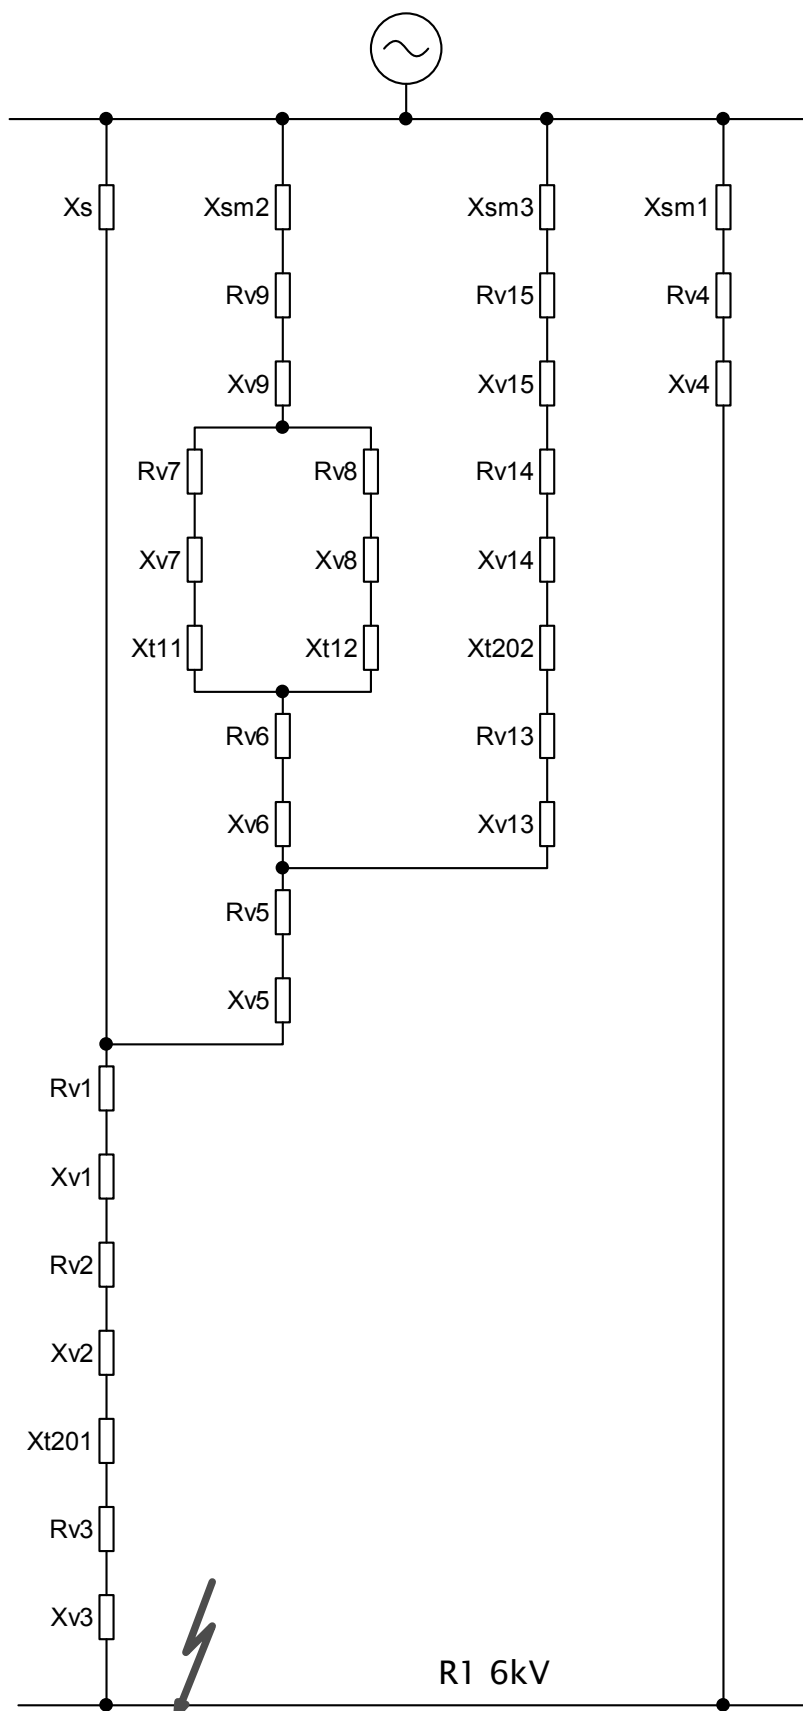 Xs Xsm2 Xsm3 Xsm1
Rv9 Rv15 Rv4
Xv9 Xv15 Xv4
Rv7 Rv8 Rv14
Xv7 Xv8 Xv14
Xt11 Xt12 Xt202
Rv6 Rv13
Xv6 Xv13
Rv5
Xv5
Rv1
Xv1
Rv2
Xv2
Xt201
Rv3
Xv3
R1 6kV